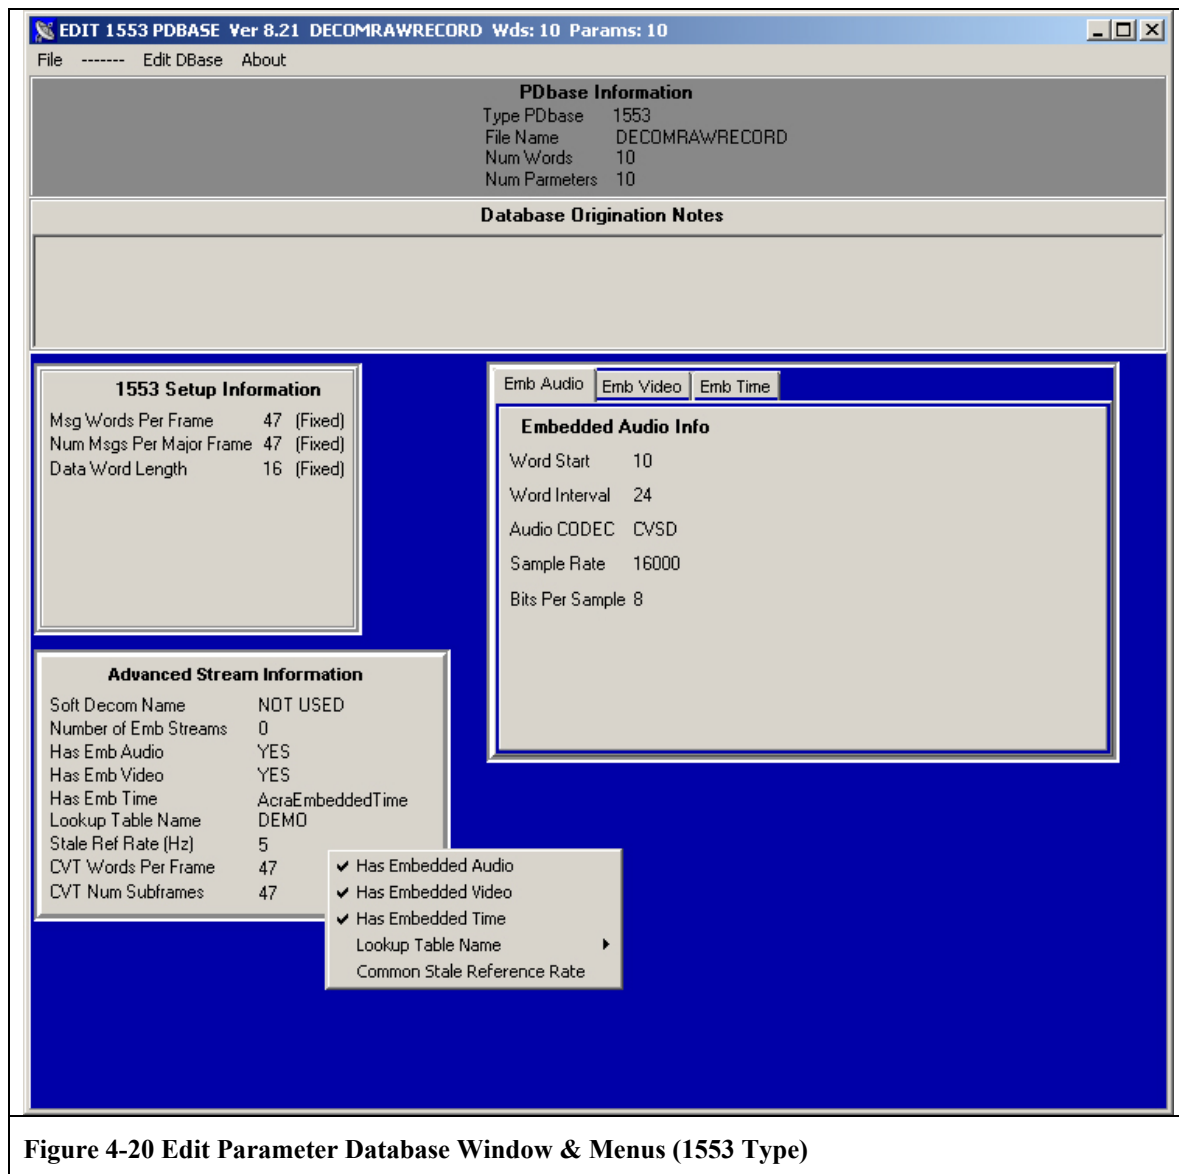 EDIT 1553 PDBASE Ver 8.21 DECOMRAWRECORD Wds: 10 Params: 10
File ------- Edit DBase About
PDbase Information
Type PDbase 1553
File Name DECOMRAWRECORD
Num Words 10
Num Parmeters 10
Database Origination Notes
1553 Setup Information
Msg Words Per Frame 47 (Fixed)
Num Msgs Per Major Frame 47 (Fixed)
Data Word Length 16 (Fixed)
Emb Audio Emb Video Emb Time
Embedded Audio Info
Word Start 10
Word Interval 24
Audio CODEC CVSD
Sample Rate 16000
Bits Per Sample 8
Advanced Stream Information
Soft Decom Name NOT USED
Number of Emb Streams 0
Has Emb Audio YES
Has Emb Video YES
Has Emb Time AcraEmbeddedTime
Lookup Table Name DEMO
Stale Ref Rate (Hz) 5
CVT Words Per Frame 47
CVT Num Subframes 47
Has Embedded Audio
Has Embedded Video
Has Embedded Time
Lookup Table Name
Common Stale Reference Rate
Figure 4-20 Edit Parameter Database Window & Menus (1553 Type)